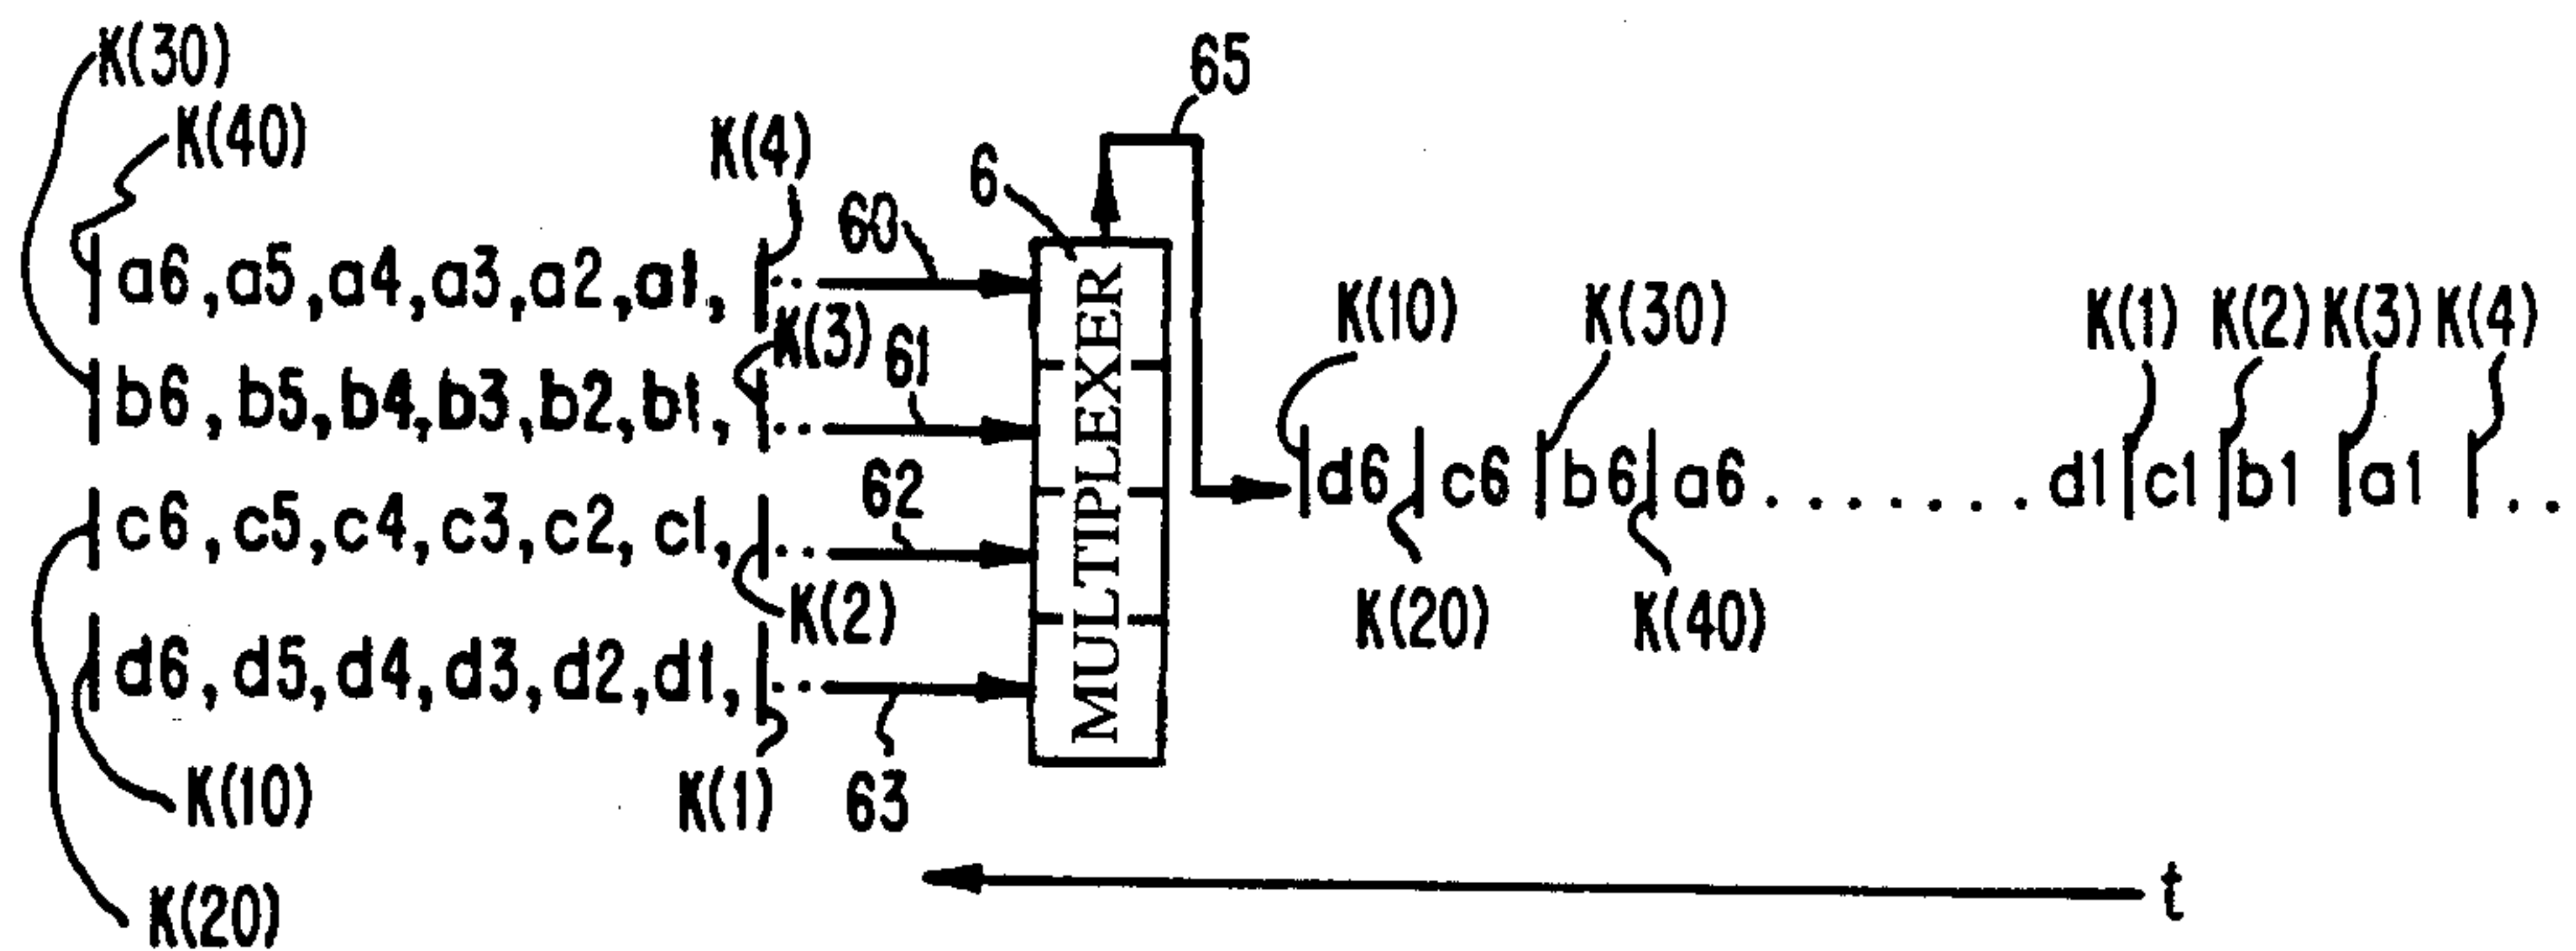 K(30)
K(40)
K(4)
65
6
60
a6,a5,a4,a3,a2,a1, ..
K(3)
61
b6,b5,b4,b3,b2,b1, ..
62
c6,c5,c4,c3,c2,c1, ..
K(2)
d6,d5,d4,d3,d2,d1, ..
63
K(1)
K(10)
K(20)
MULTIPLEXER
K(10) K(30) K(1) K(2) K(3) K(4)
|d6|c6|b6|a6.......d1|c1|b1|a1|..
K(20) K(40)
t